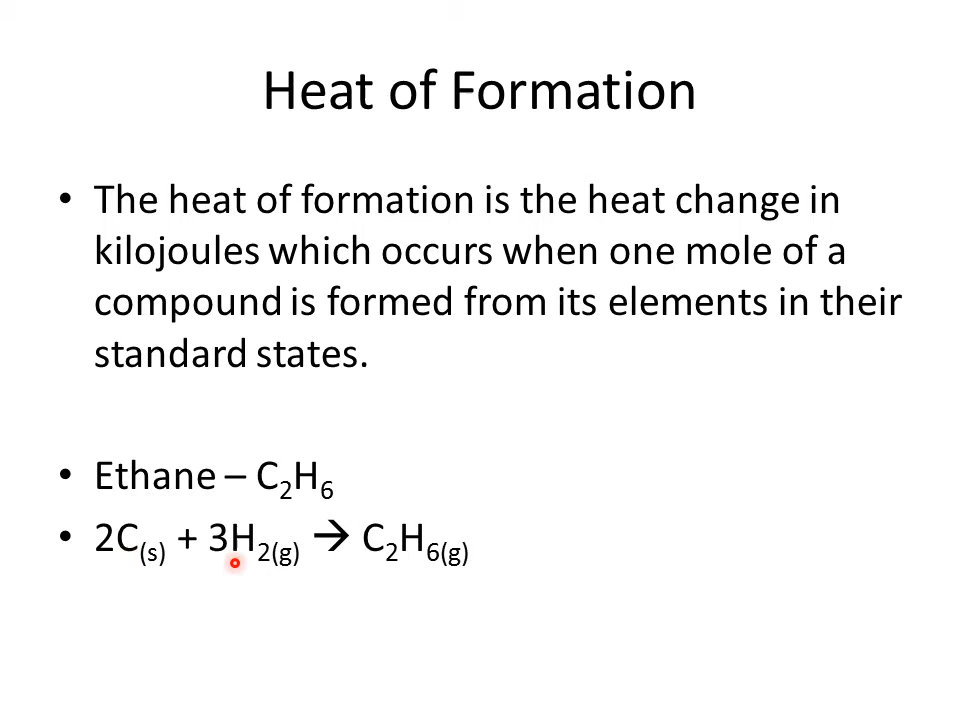 Heat of Formation
• The heat of formation is the heat change in
kilojoules which occurs when one mole of a
compound is formed from its elements in their
standard states.
• Ethane – C₂H₆
• 2C₍s₎ + 3H₂₍g₎ → C₂H₆₍g₎